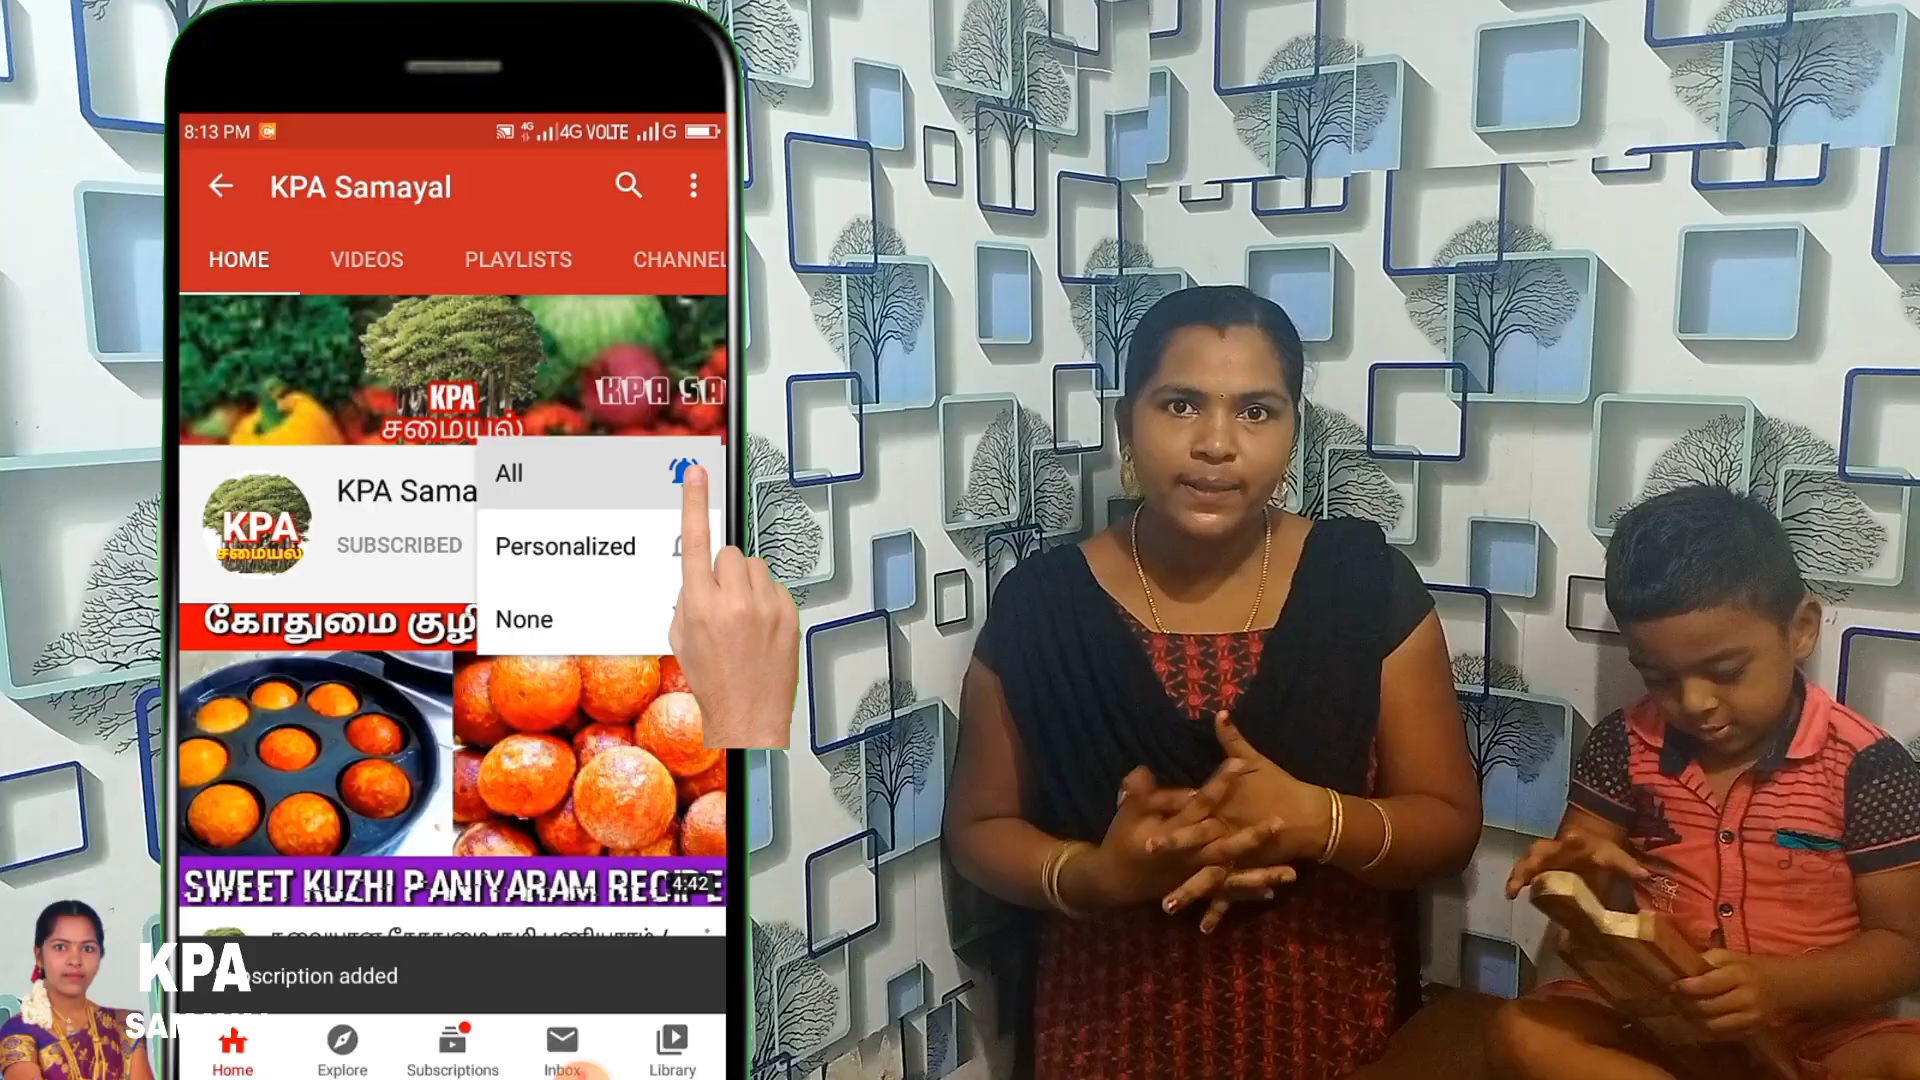 8:13 PM
4G
4G VOLTE
G
KPA Samayal
HOME
VIDEOS
PLAYLISTS
CHANNEL
KPA
சமையல்
KPA SA
KPA Sama
SUBSCRIBED
KPA
சமையல்
All
Personalized
None
கோதுமை குழி
SWEET KUZHI PANIYARAM RECIPE
4:42
scription added
KPA
Home
Explore
Subscriptions
Inbox
Library